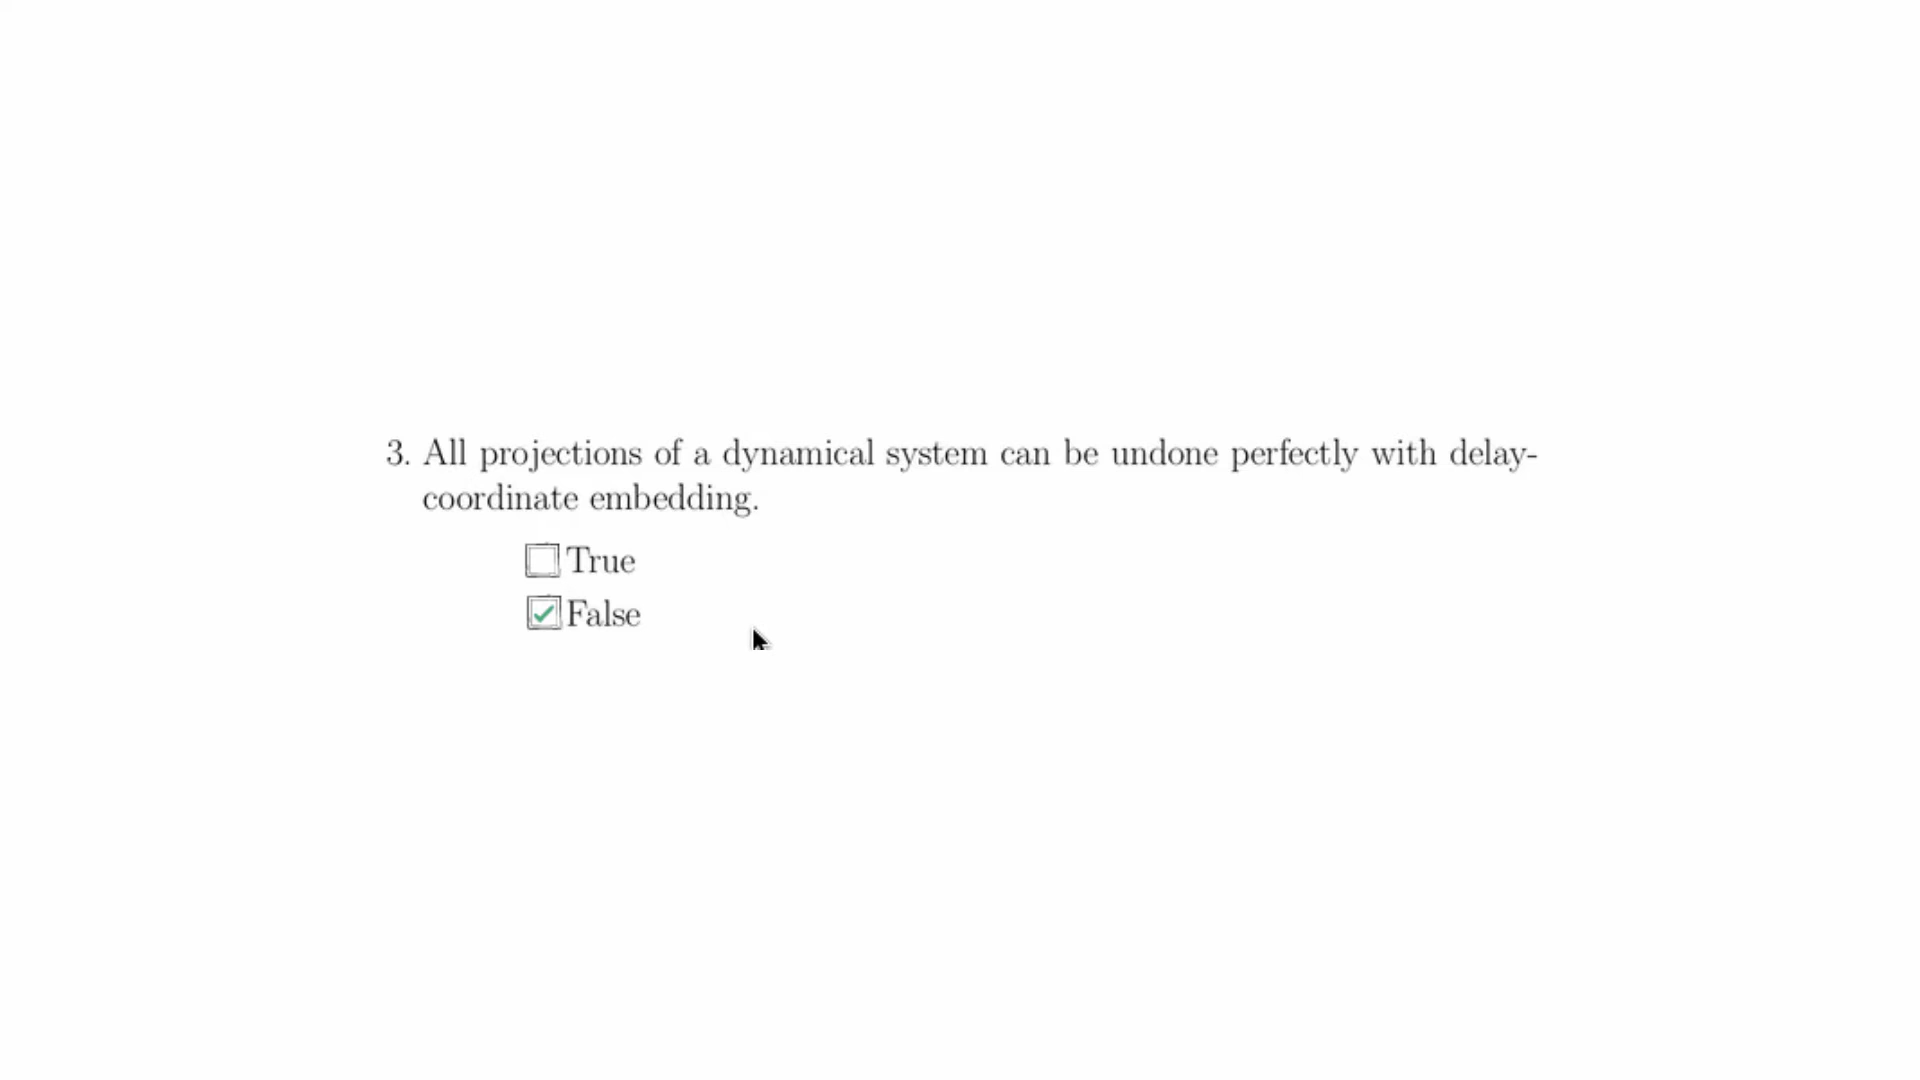 3. All projections of a dynamical system can be undone perfectly with delay-
coordinate embedding.
True
False